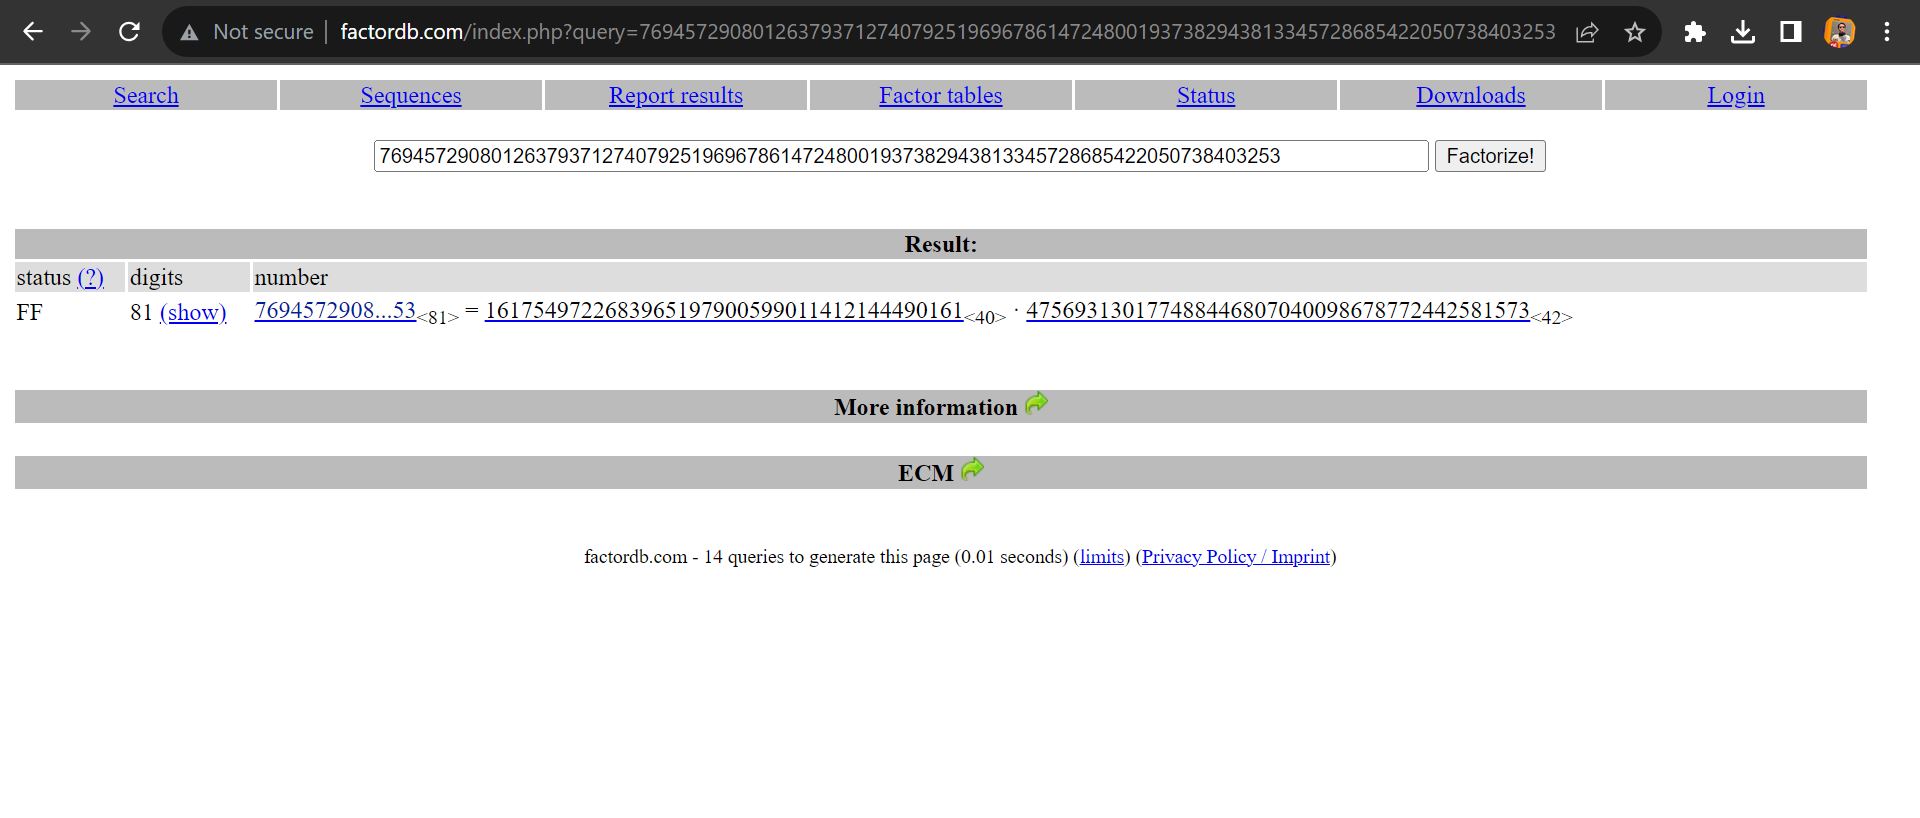 Not secure | factordb.com/index.php?query=769457290801263793712740792519696786147248001937382943813345728685422050738403253
Search Sequences Report results Factor tables Status Downloads Login
769457290801263793712740792519696786147248001937382943813345728685422050738403253 Factorize!
Result:
status (?) digits number
FF 81 (show) 7694572908...53<81> = 1617549722683965197900599011412144490161<40> · 475693130177488446807040098678772442581573<42>
More information
ECM
factordb.com - 14 queries to generate this page (0.01 seconds) (limits) (Privacy Policy / Imprint)